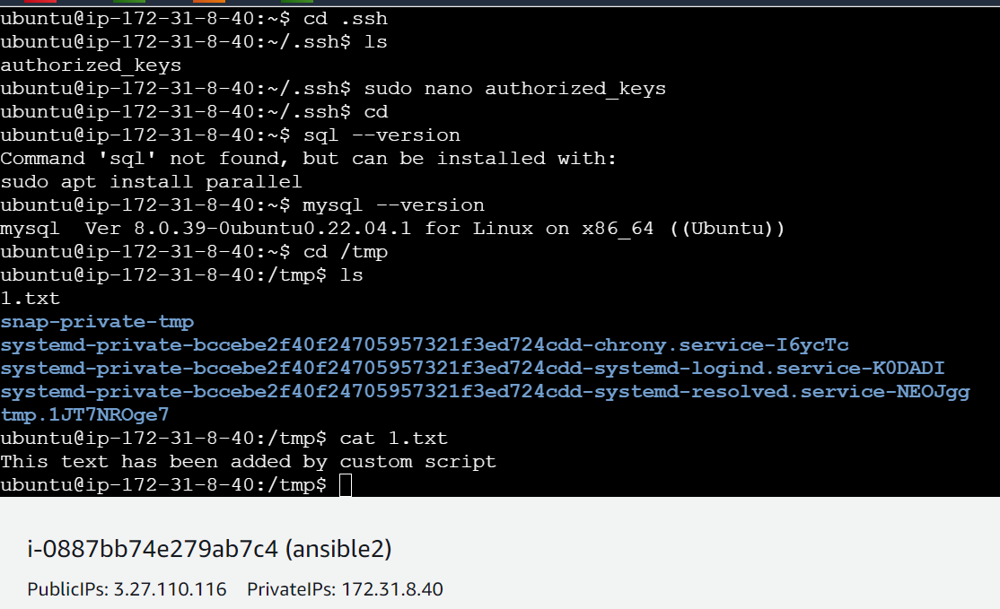 ubuntu@ip-172-31-8-40:~$ cd .ssh
ubuntu@ip-172-31-8-40:~/.ssh$ ls
authorized_keys
ubuntu@ip-172-31-8-40:~/.ssh$ sudo nano authorized_keys
ubuntu@ip-172-31-8-40:~/.ssh$ cd
ubuntu@ip-172-31-8-40:~$ sql --version
Command 'sql' not found, but can be installed with:
sudo apt install parallel
ubuntu@ip-172-31-8-40:~$ mysql --version
mysql  Ver 8.0.39-0ubuntu0.22.04.1 for Linux on x86_64 ((Ubuntu))
ubuntu@ip-172-31-8-40:~$ cd /tmp
ubuntu@ip-172-31-8-40:/tmp$ ls
1.txt
snap-private-tmp
systemd-private-bccebe2f40f24705957321f3ed724cdd-chrony.service-I6ycTc
systemd-private-bccebe2f40f24705957321f3ed724cdd-systemd-logind.service-K0DADI
systemd-private-bccebe2f40f24705957321f3ed724cdd-systemd-resolved.service-NEOJgg
tmp.1JT7NROge7
ubuntu@ip-172-31-8-40:/tmp$ cat 1.txt
This text has been added by custom script
ubuntu@ip-172-31-8-40:/tmp$
i-0887bb74e279ab7c4 (ansible2)
PublicIPs: 3.27.110.116    PrivateIPs: 172.31.8.40